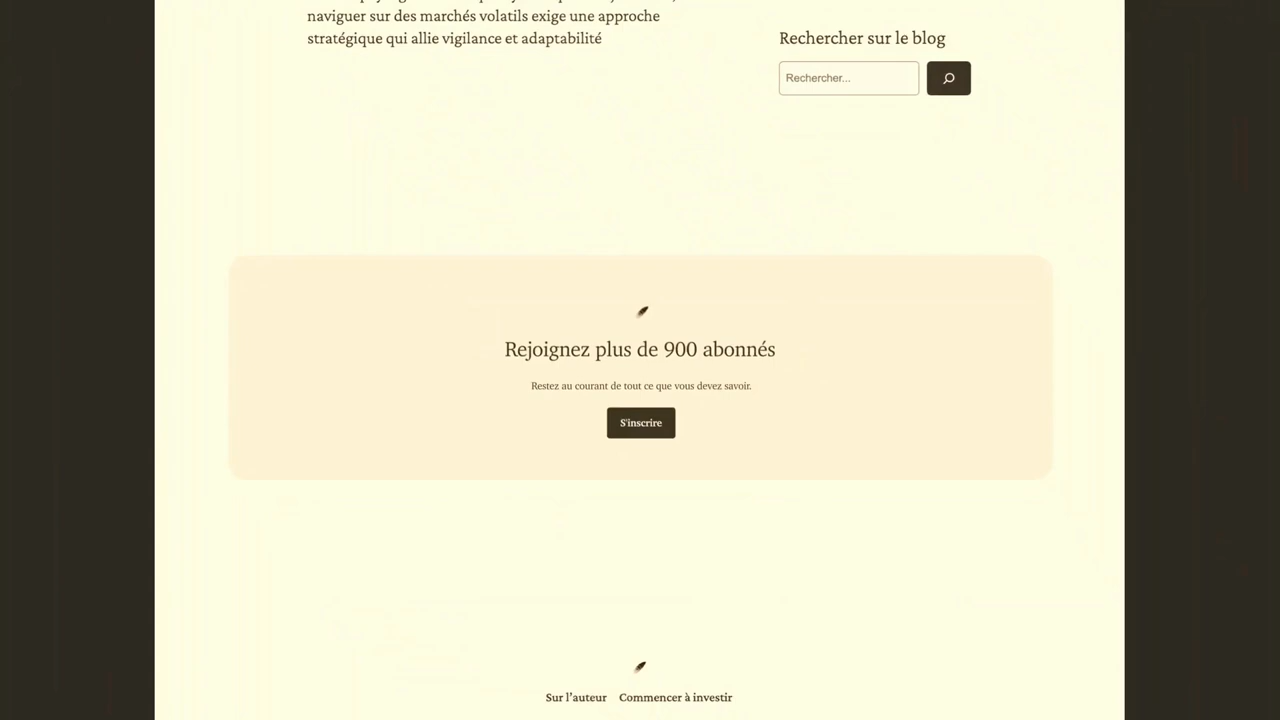 naviguer sur des marchés volatils exige une approche
stratégique qui allie vigilance et adaptabilité
Rechercher sur le blog
Rechercher...
Rejoignez plus de 900 abonnés
Restez au courant de tout ce que vous devez savoir.
S'inscrire
Sur l'auteur Commencer à investir